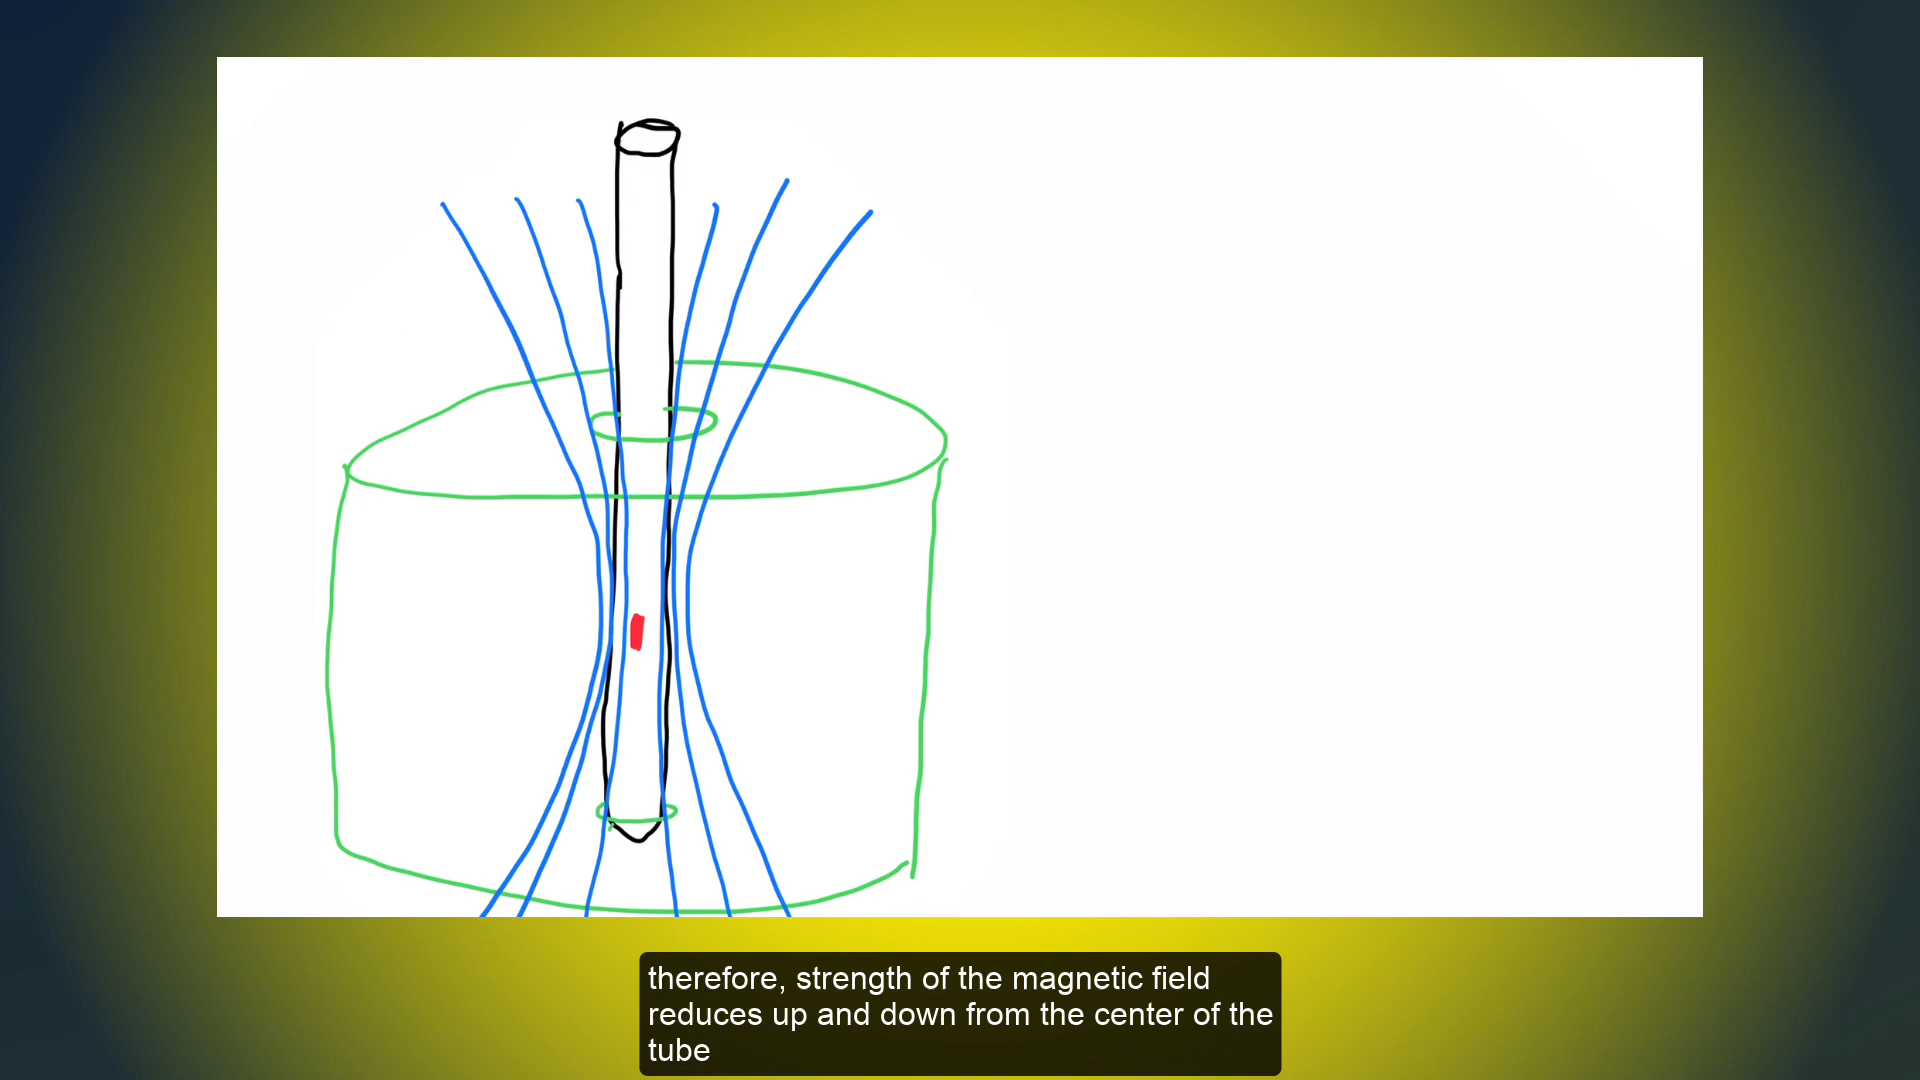 therefore, strength of the magnetic field
reduces up and down from the center of the
tube